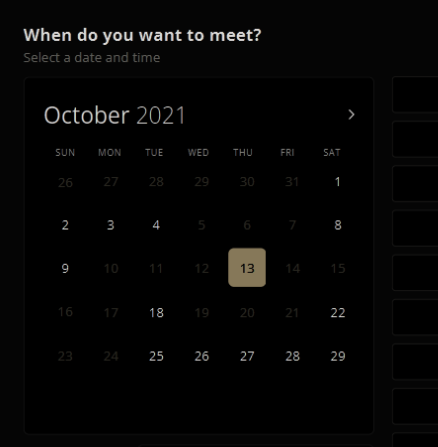 When do you want to meet?
Select a date and time
October 2021
SUN MON TUE WED THU FRI SAT
26 27 28 29 30 31 1
2 3 4 5 6 7 8
9 10 11 12 13 14 15
16 17 18 19 20 21 22
23 24 25 26 27 28 29